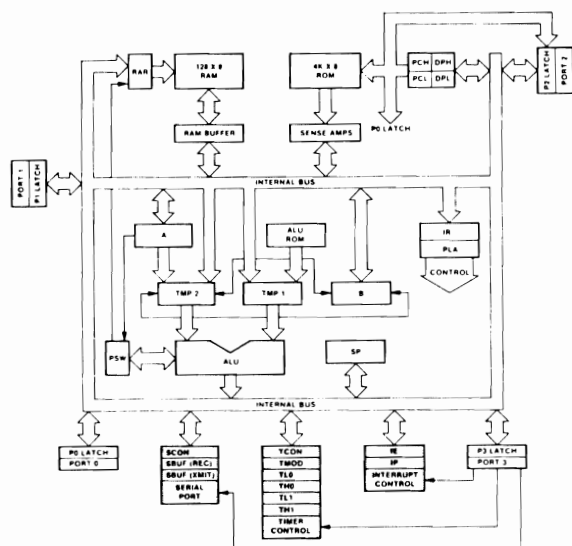 RAR
128 X 8
RAM
4K X 8
ROM
PCH DPH
PCL DPL
P2 LATCH
PORT 2
P0 LATCH
RAM BUFFER
SENSE AMPS
PORT 1
P1 LATCH
INTERNAL BUS
A
ALU
ROM
IR
PLA
CONTROL
TMP 2
TMP 1
B
PSW
ALU
SP
INTERNAL BUS
P0 LATCH
PORT 0
SCON
SBUF (REC)
SBUF (XMIT)
SERIAL
PORT
TCON
TMOD
TL0
TH0
TL1
TH1
TIMER
CONTROL
IE
IP
INTERRUPT
CONTROL
P3 LATCH
PORT 3